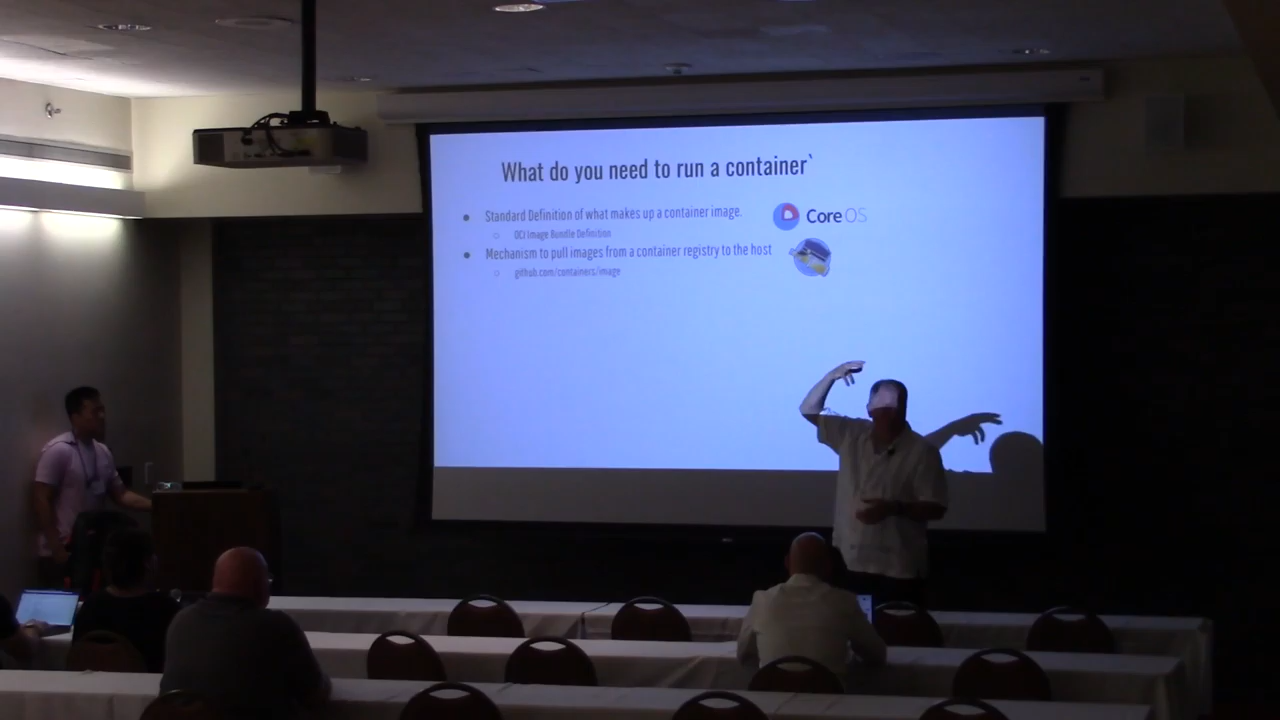 What do you need to run a container`
Standard Definition of what makes up a container image.
CoreOS
OCI Image Bundle Definition
Mechanism to pull images from a container registry to the host
github.com/containers/image